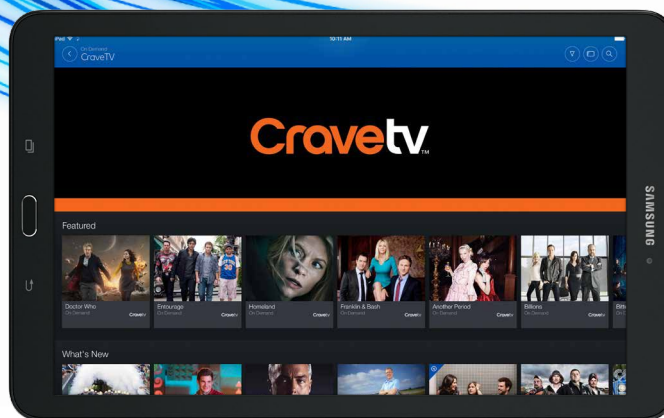 iPad
10:11 AM
On Demand
CraveTV
Cravetv™
SAMSUNG
Featured
Doctor Who
On Demand
Cravetv
Entourage
On Demand
Cravetv
Homeland
On Demand
Cravetv
Franklin & Bash
On Demand
Cravetv
Another Period
On Demand
Cravetv
Billions
On Demand
Cravetv
What's New